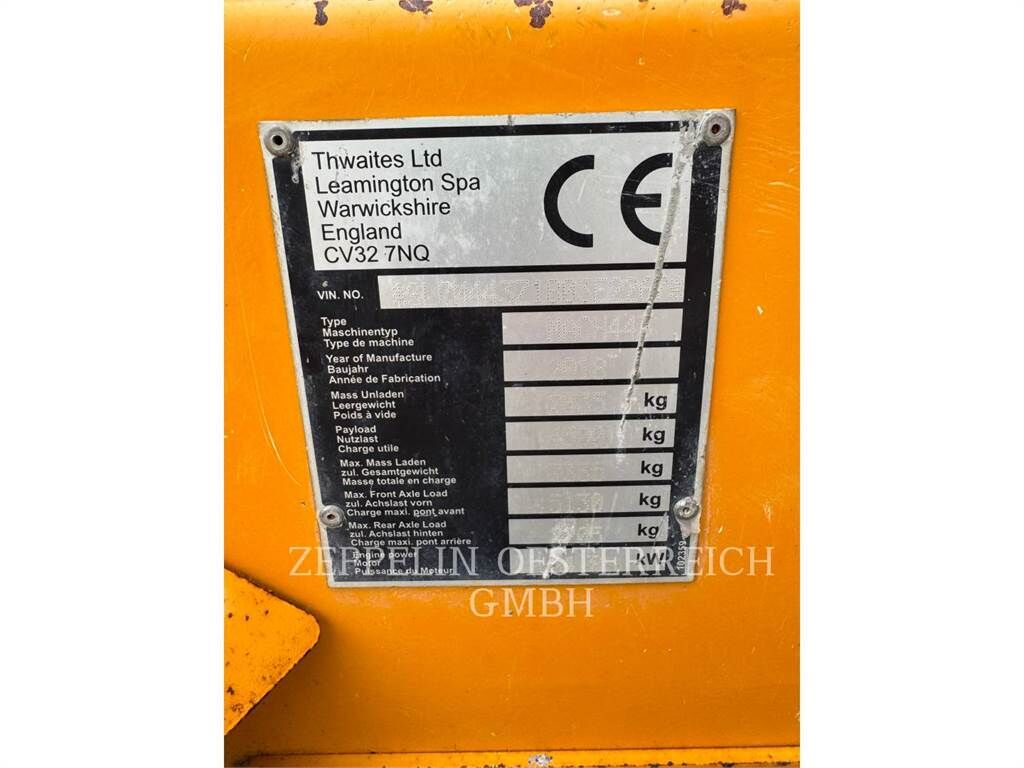 Thwaites Ltd
Leamington Spa
Warwickshire
England
CV32 7NQ
CE
VIN. NO.
Type
Maschinentyp
Type de machine
Year of Manufacture
Baujahr
Année de Fabrication
Mass Unladen
Leergewicht
Poids à vide
kg
Payload
Nutzlast
Charge utile
kg
Max. Mass Laden
zul. Gesamtgewicht
Masse totale en charge
kg
Max. Front Axle Load
zul. Achslast vorn
Charge maxi. pont avant
kg
Max. Rear Axle Load
zul. Achslast hinten
Charge maxi. pont arrière
kg
Engine power
Motor
Puissance du Moteur
kW
102359
ZEPPELIN OESTERREICH
GMBH